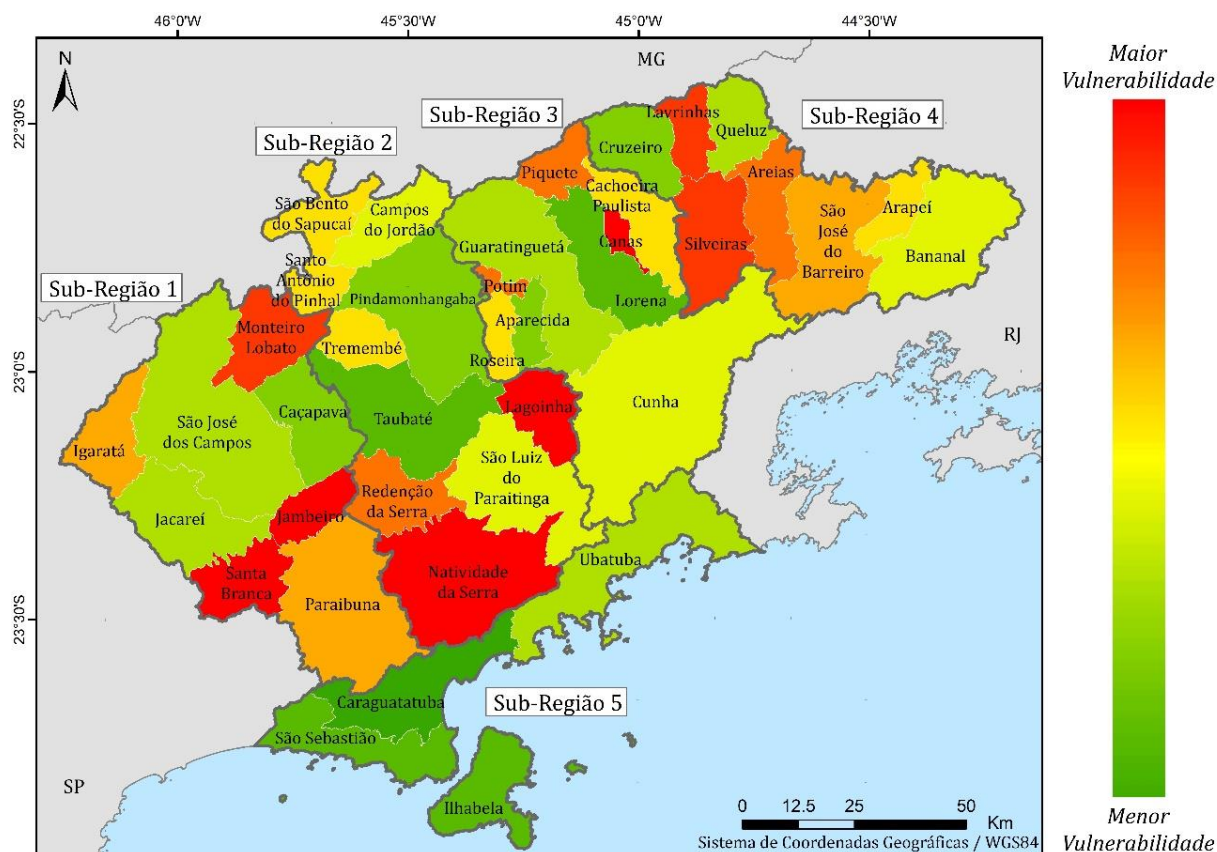 46°0'W
45°30'W
45°0'W
44°30'W
N
MG
Maior
Vulnerabilidade
22°30'S
Sub-Região 3
Lavrinhas
Queluz
Sub-Região 4
Sub-Região 2
Cruzeiro
Piquete
Areias
São Bento
do Sapucaí
Campos
do Jordão
Cachoeira
Paulista
São
José
do
Barreiro
Arapeí
Guaratinguetá
Canas
Silveiras
Bananal
Santo
Antônio
do Pinhal
Sub-Região 1
Pindamonhangaba
Potim
Lorena
Monteiro
Lobato
Aparecida
RJ
Tremembé
Roseira
23°0'S
Cunha
Lagoinha
Caçapava
Taubaté
São José
dos Campos
Igaratá
São Luiz
do
Paraitinga
Redenção
da Serra
Jacareí
Jambeiro
Ubatuba
Santa
Branca
Natividade
da Serra
Paraibuna
23°30'S
Caraguatatuba
Sub-Região 5
São Sebastião
SP
Ilhabela
0 12.5 25 50
Km
Sistema de Coordenadas Geográficas / WGS84
Menor
Vulnerabilidade